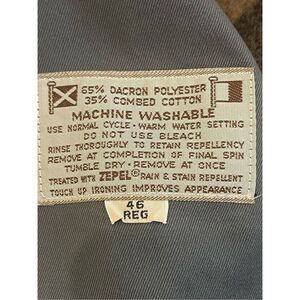 65% DACRON POLYESTER
35% COMBED COTTON
MACHINE WASHABLE
USE NORMAL CYCLE · WARM WATER SETTING
DO NOT USE BLEACH
RINSE THOROUGHLY TO RETAIN REPELLENCY
REMOVE AT COMPLETION OF FINAL SPIN
TUMBLE DRY · REMOVE AT ONCE
TREATED WITH ZEPEL® RAIN & STAIN REPELLENT
TOUCH UP IRONING IMPROVES APPEARANCE
46
REG